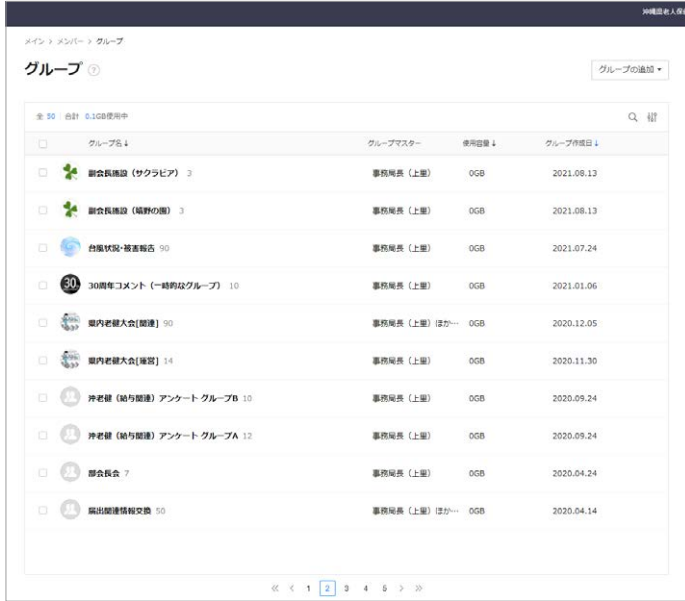 沖縄県老人保
メイン > メンバー > グループ
グループ ?
グループの追加 ▾
全 50 | 合計 0.1GB使用中
グループ名↓ グループマスター 使用容量↓ グループ作成日↓
副会長施設(サクラビア) 3 事務局長(上里) 0GB 2021.08.13
副会長施設(嬉野の園) 3 事務局長(上里) 0GB 2021.08.13
台風状況・被害報告 90 事務局長(上里) 0GB 2021.07.24
30 30周年コメント(一時的なグループ) 10 事務局長(上里) 0GB 2021.01.06
県内老健大会[関連] 90 事務局長(上里)ほか… 0GB 2020.12.05
県内老健大会[運営] 14 事務局長(上里) 0GB 2020.11.30
沖老健(給与関連)アンケート グループB 10 事務局長(上里) 0GB 2020.09.24
沖老健(給与関連)アンケート グループA 12 事務局長(上里) 0GB 2020.09.24
部会長会 7 事務局長(上里) 0GB 2020.04.24
届出関連情報交換 50 事務局長(上里)ほか… 0GB 2020.04.14
≪ < 1 2 3 4 5 > ≫